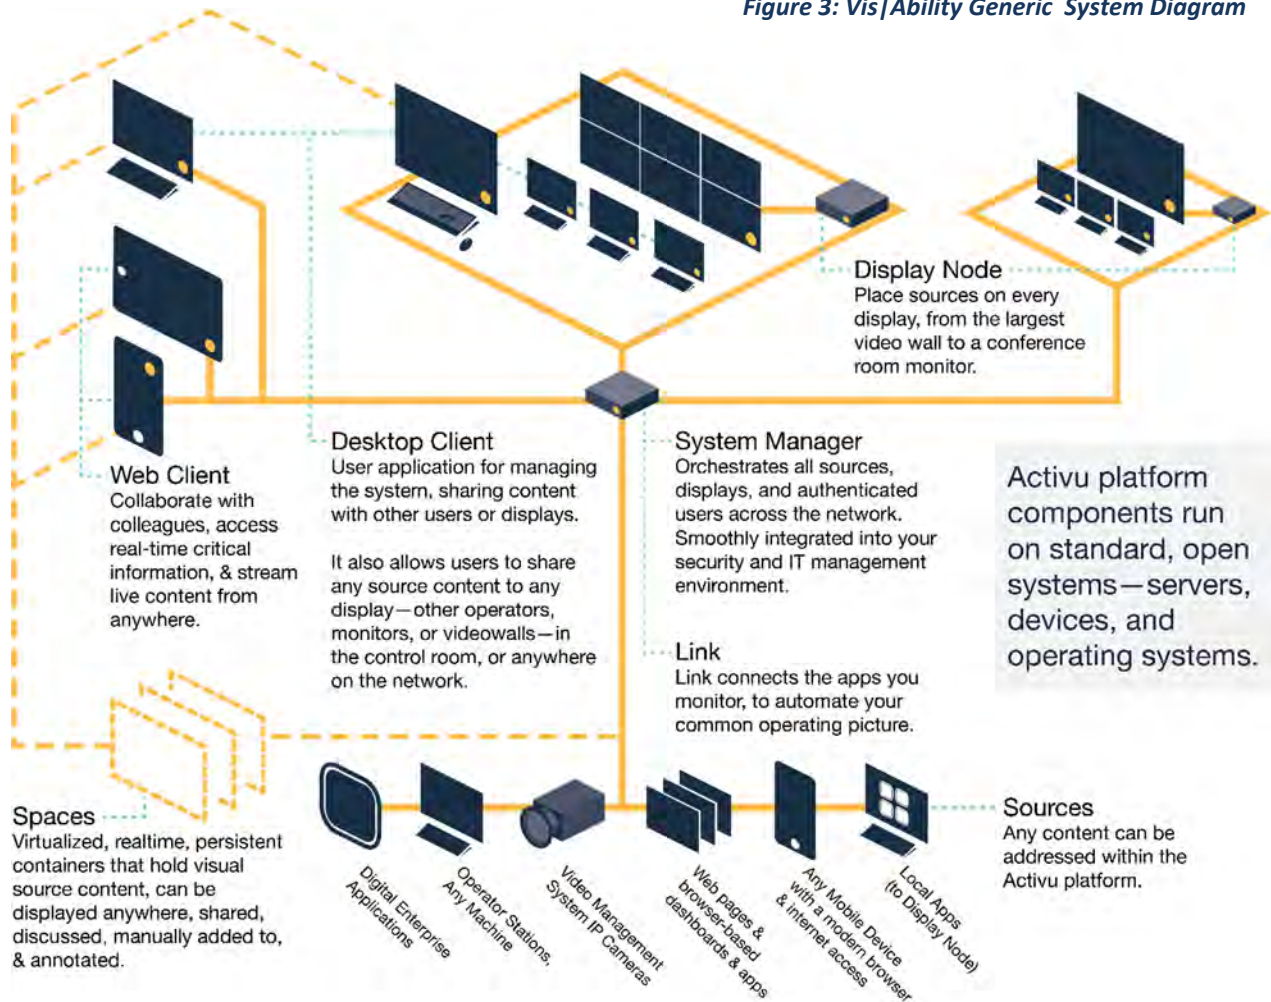 Figure 3: Vis|Ability Generic System Diagram
Display Node
Place sources on every
display, from the largest
video wall to a conference
room monitor.
Desktop Client
User application for managing
the system, sharing content
with other users or displays.
It also allows users to share
any source content to any
display—other operators,
monitors, or videowalls—in
the control room, or anywhere
on the network.
System Manager
Orchestrates all sources,
displays, and authenticated
users across the network.
Smoothly integrated into your
security and IT management
environment.
Activu platform
components run
on standard, open
systems—servers,
devices, and
operating systems.
Web Client
Collaborate with
colleagues, access
real-time critical
information, & stream
live content from
anywhere.
Link
Link connects the apps you
monitor, to automate your
common operating picture.
Spaces
Virtualized, realtime, persistent
containers that hold visual
source content, can be
displayed anywhere, shared,
discussed, manually added to,
& annotated.
Digital Enterprise
Applications
Operator Stations,
Any Machine
Video Management
System IP Cameras
Web pages &
browser-based
dashboards & apps
Any Mobile Device
with a modern browser
& internet access
Local Apps
(to Display Node)
Sources
Any content can be
addressed within the
Activu platform.